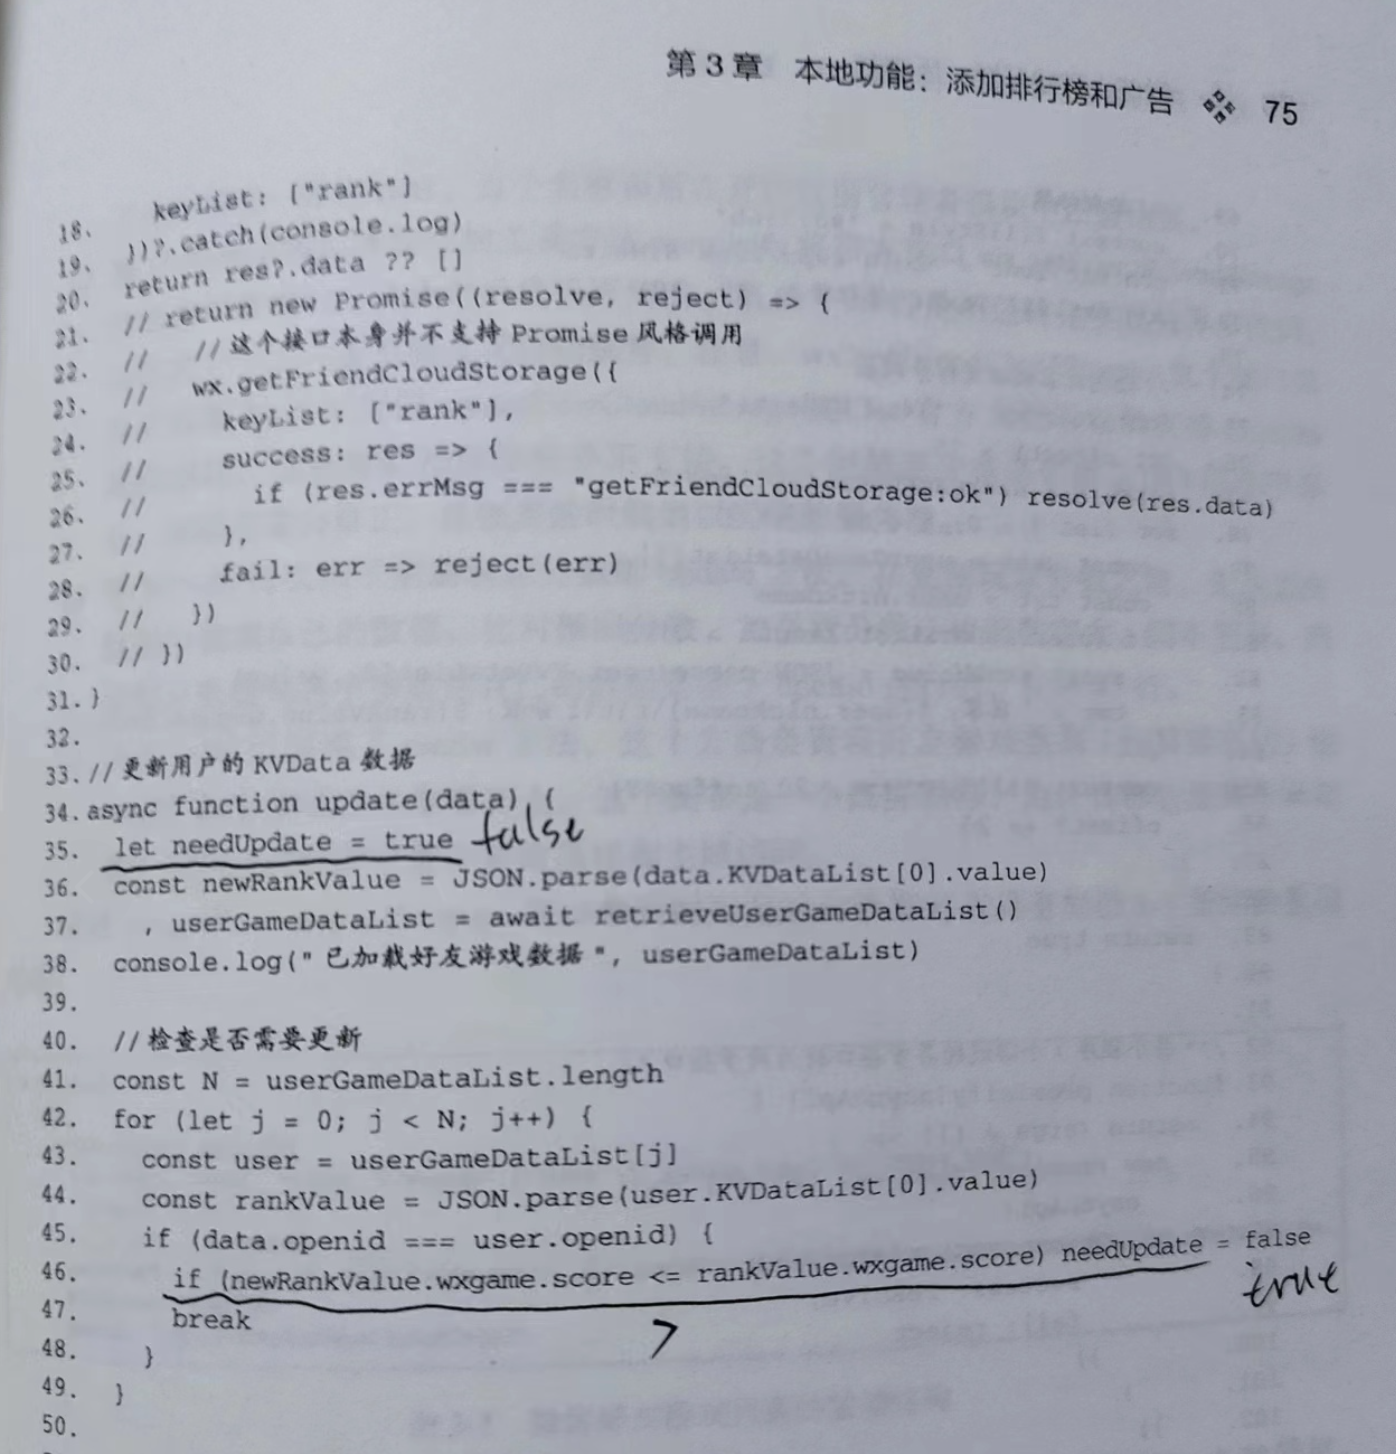 第 3 章 本地功能：添加排行榜和广告 75
18. keyList: ["rank"]
19. })?.catch(console.log)
20. return res?.data ?? []
21. // return new Promise((resolve, reject) => {
22. //   // 这个接口本身并不支持 Promise 风格调用
23. //   wx.getFriendCloudStorage({
24. //     keyList: ["rank"],
25. //     success: res => {
26. //       if (res.errMsg === "getFriendCloudStorage:ok") resolve(res.data)
27. //     },
28. //     fail: err => reject(err)
29. //   })
30. // })
31. }
32.
33. // 更新用户的 KVData 数据
34. async function update(data) {
35. let needUpdate = true false
36. const newRankValue = JSON.parse(data.KVDataList[0].value)
37. , userGameDataList = await retrieveUserGameDataList()
38. console.log(" 已加载好友游戏数据 ", userGameDataList)
39.
40. // 检查是否需要更新
41. const N = userGameDataList.length
42. for (let j = 0; j < N; j++) {
43. const user = userGameDataList[j]
44. const rankValue = JSON.parse(user.KVDataList[0].value)
45. if (data.openid === user.openid) {
46. if (newRankValue.wxgame.score <= rankValue.wxgame.score) needUpdate = false
true
47. break
>
48. }
49. }
50.